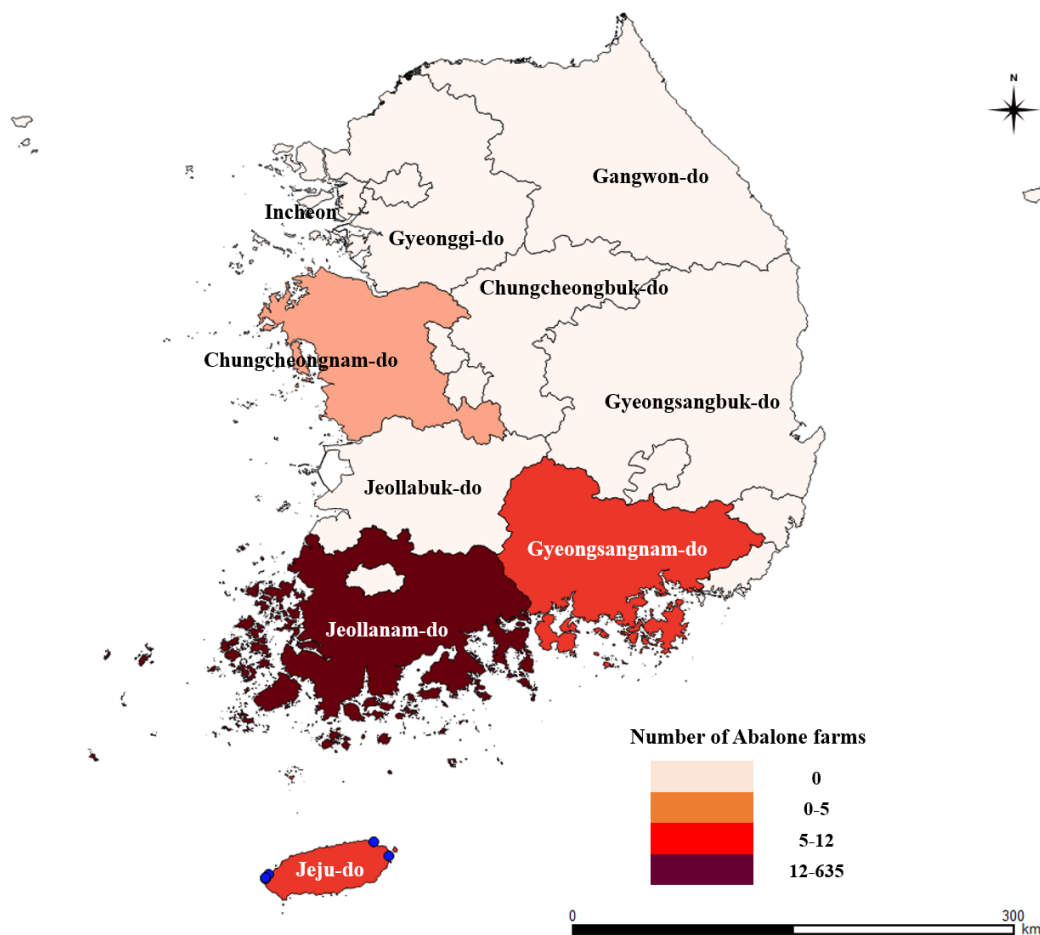 N
Gangwon-do
Incheon
Gyeonggi-do
Chungcheongbuk-do
Chungcheongnam-do
Gyeongsangbuk-do
Jeollabuk-do
Gyeongsangnam-do
Jeollanam-do
Number of Abalone farms
0
0-5
5-12
12-635
Jeju-do
0 300
km